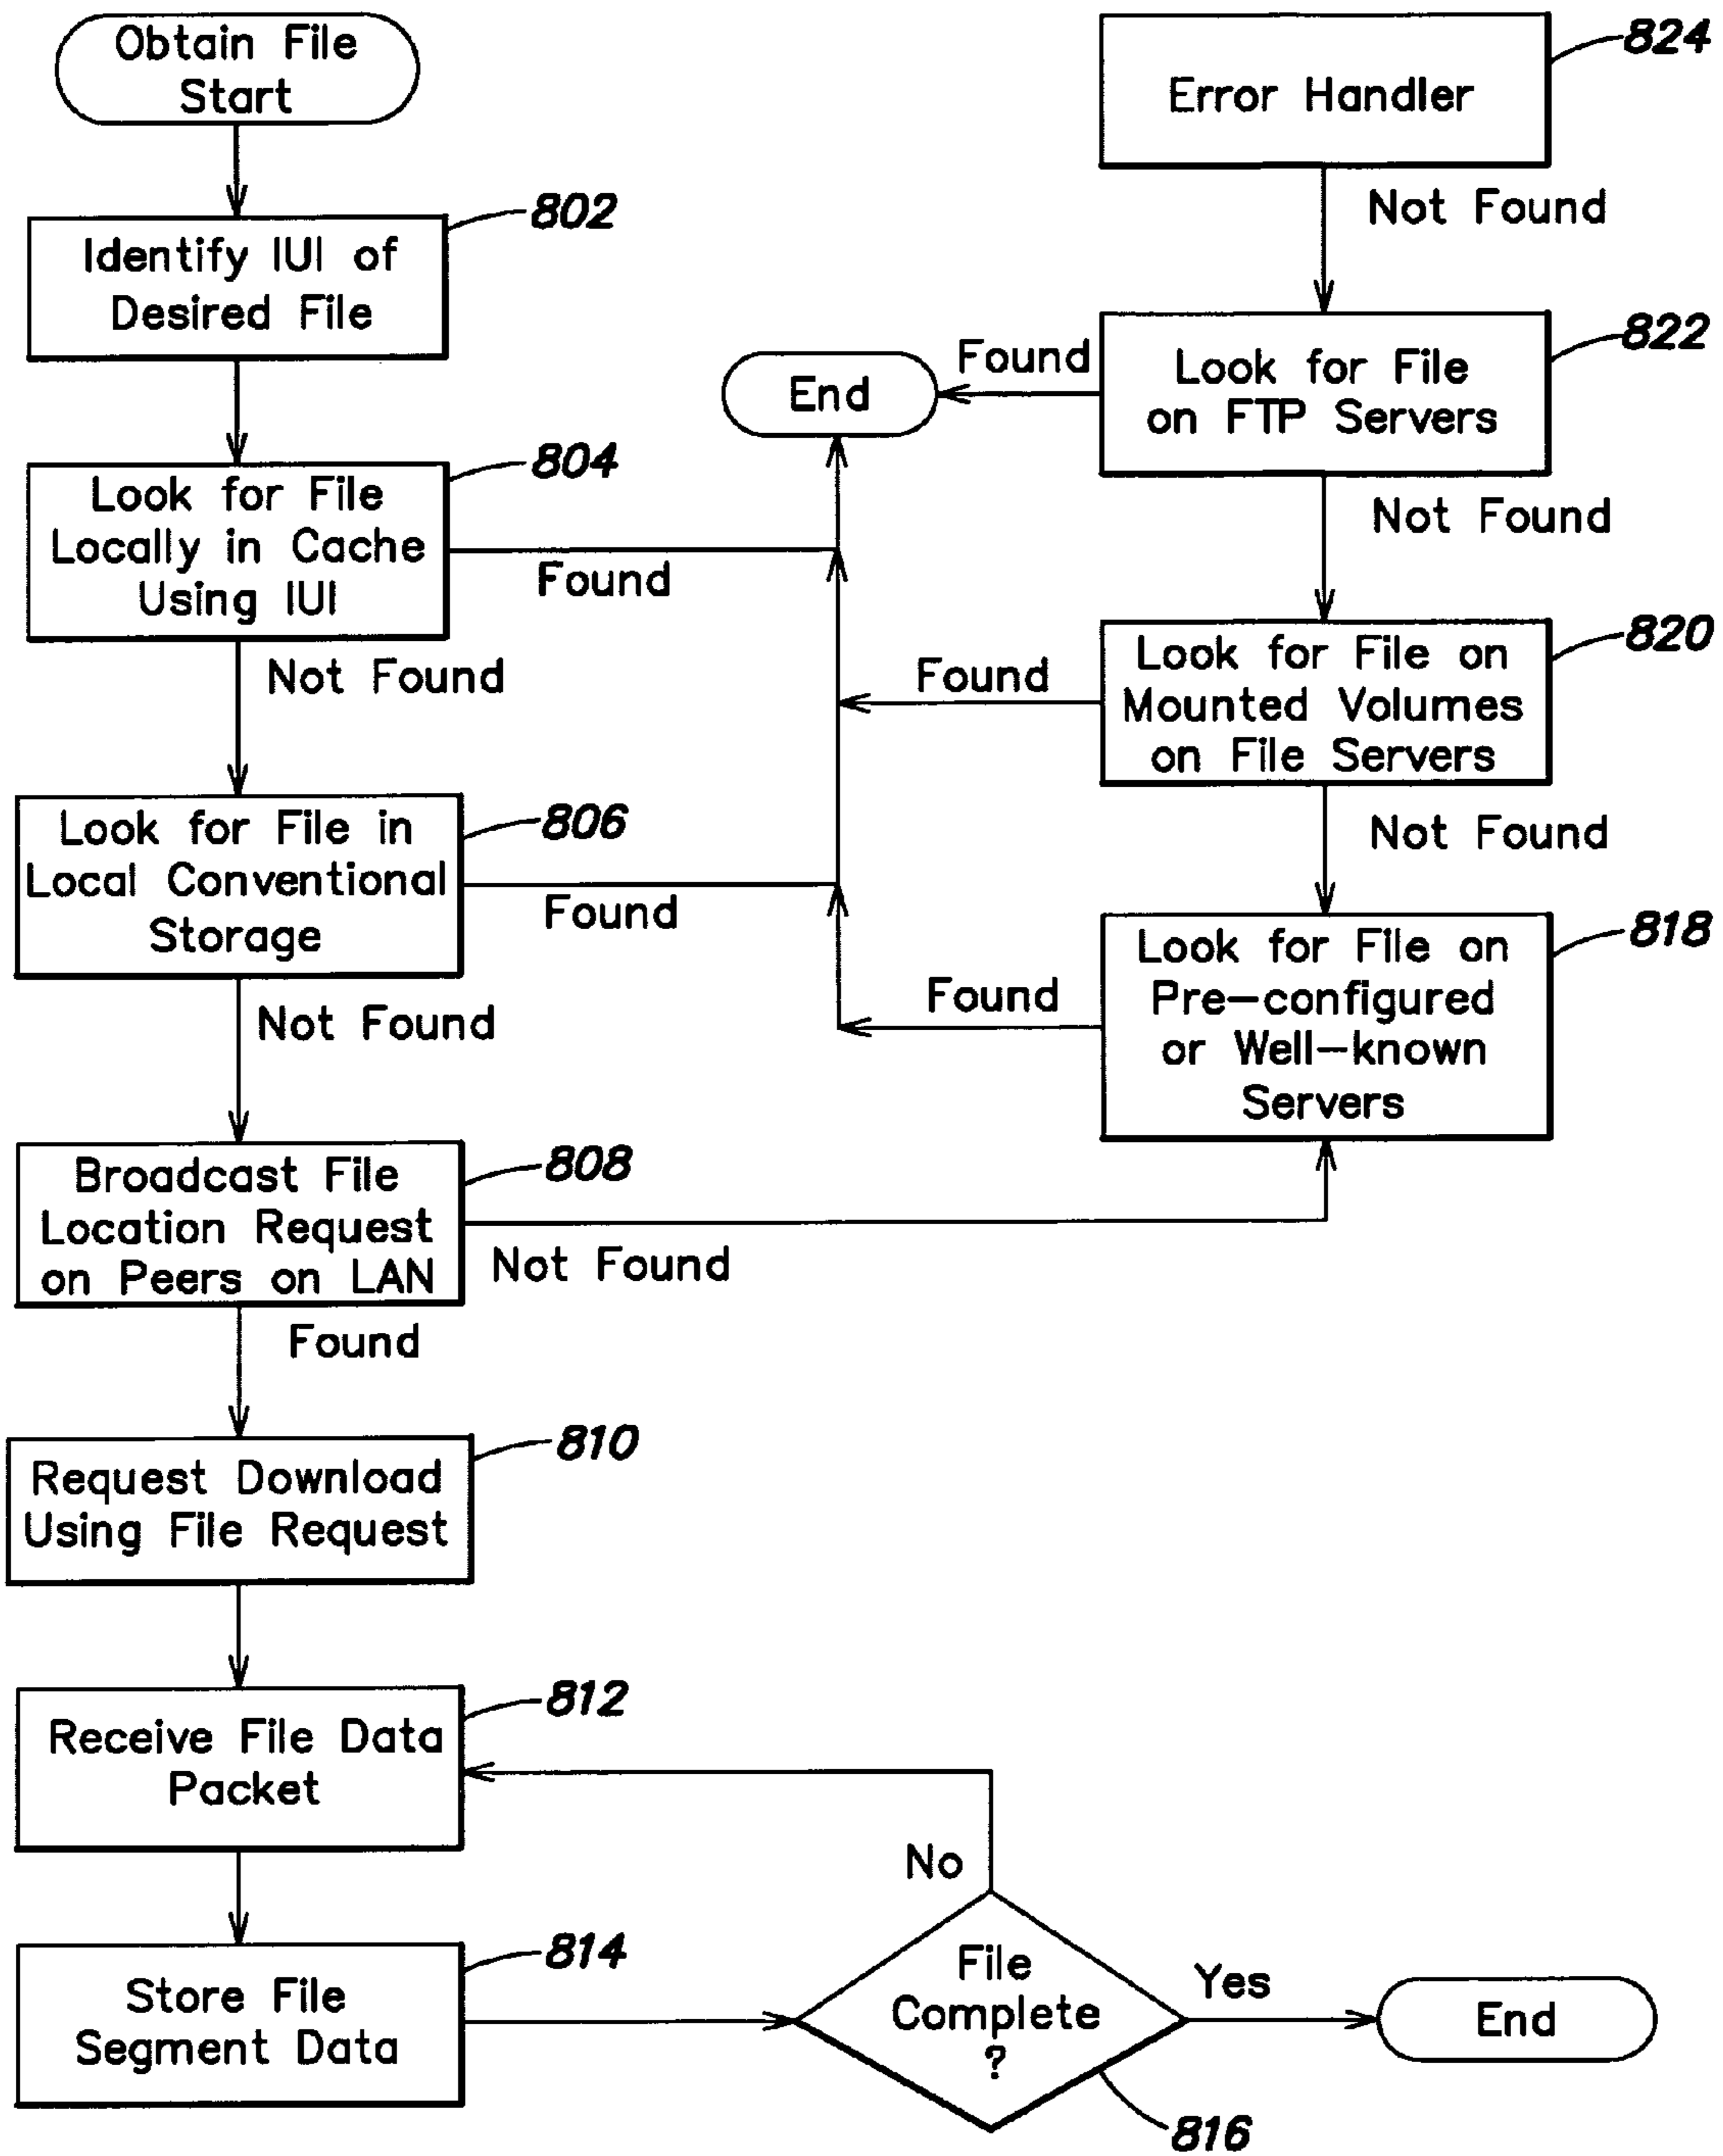 Obtain File
Start
802
Identify IUI of
Desired File
804
Look for File
Locally in Cache
Using IUI
Found
Not Found
806
Look for File in
Local Conventional
Storage
Found
Not Found
808
Broadcast File
Location Request
on Peers on LAN
Not Found
Found
810
Request Download
Using File Request
812
Receive File Data
Packet
814
Store File
Segment Data
No
File
Complete
?
816
Yes
End
824
Error Handler
Not Found
822
Look for File
on FTP Servers
Found
End
Not Found
820
Look for File on
Mounted Volumes
on File Servers
Found
Not Found
818
Look for File on
Pre-configured
or Well-known
Servers
Found